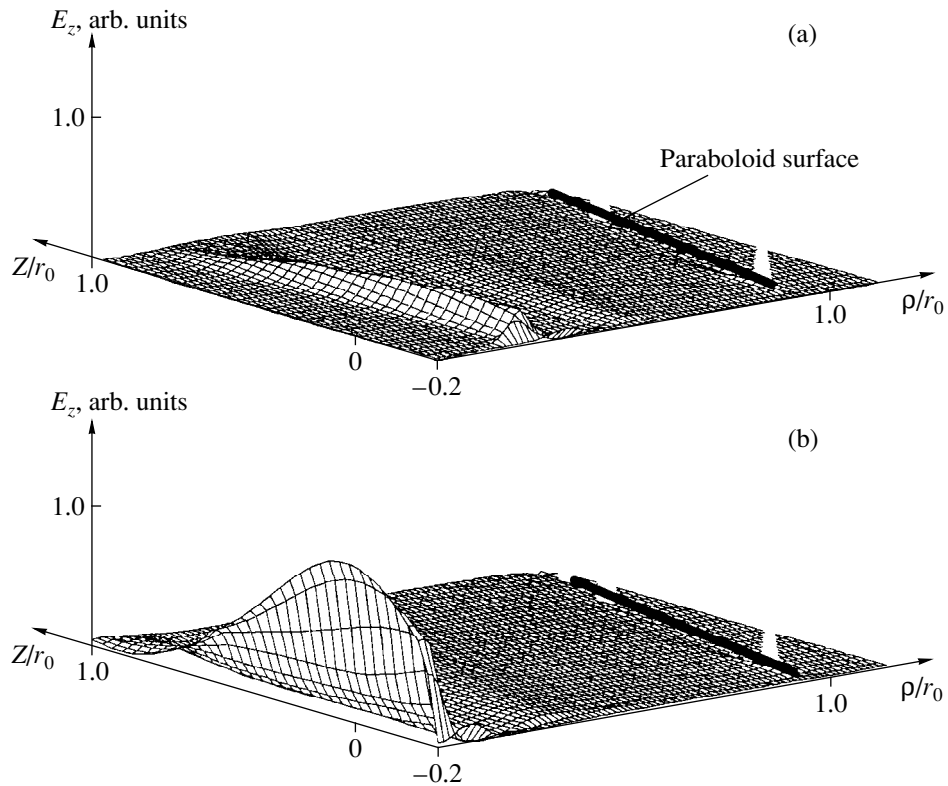 E_z, arb. units
(a)
1.0
Paraboloid surface
Z/r_0
1.0
ρ/r_0
1.0
0
–0.2
E_z, arb. units
(b)
1.0
Z/r_0
1.0
ρ/r_0
1.0
0
–0.2